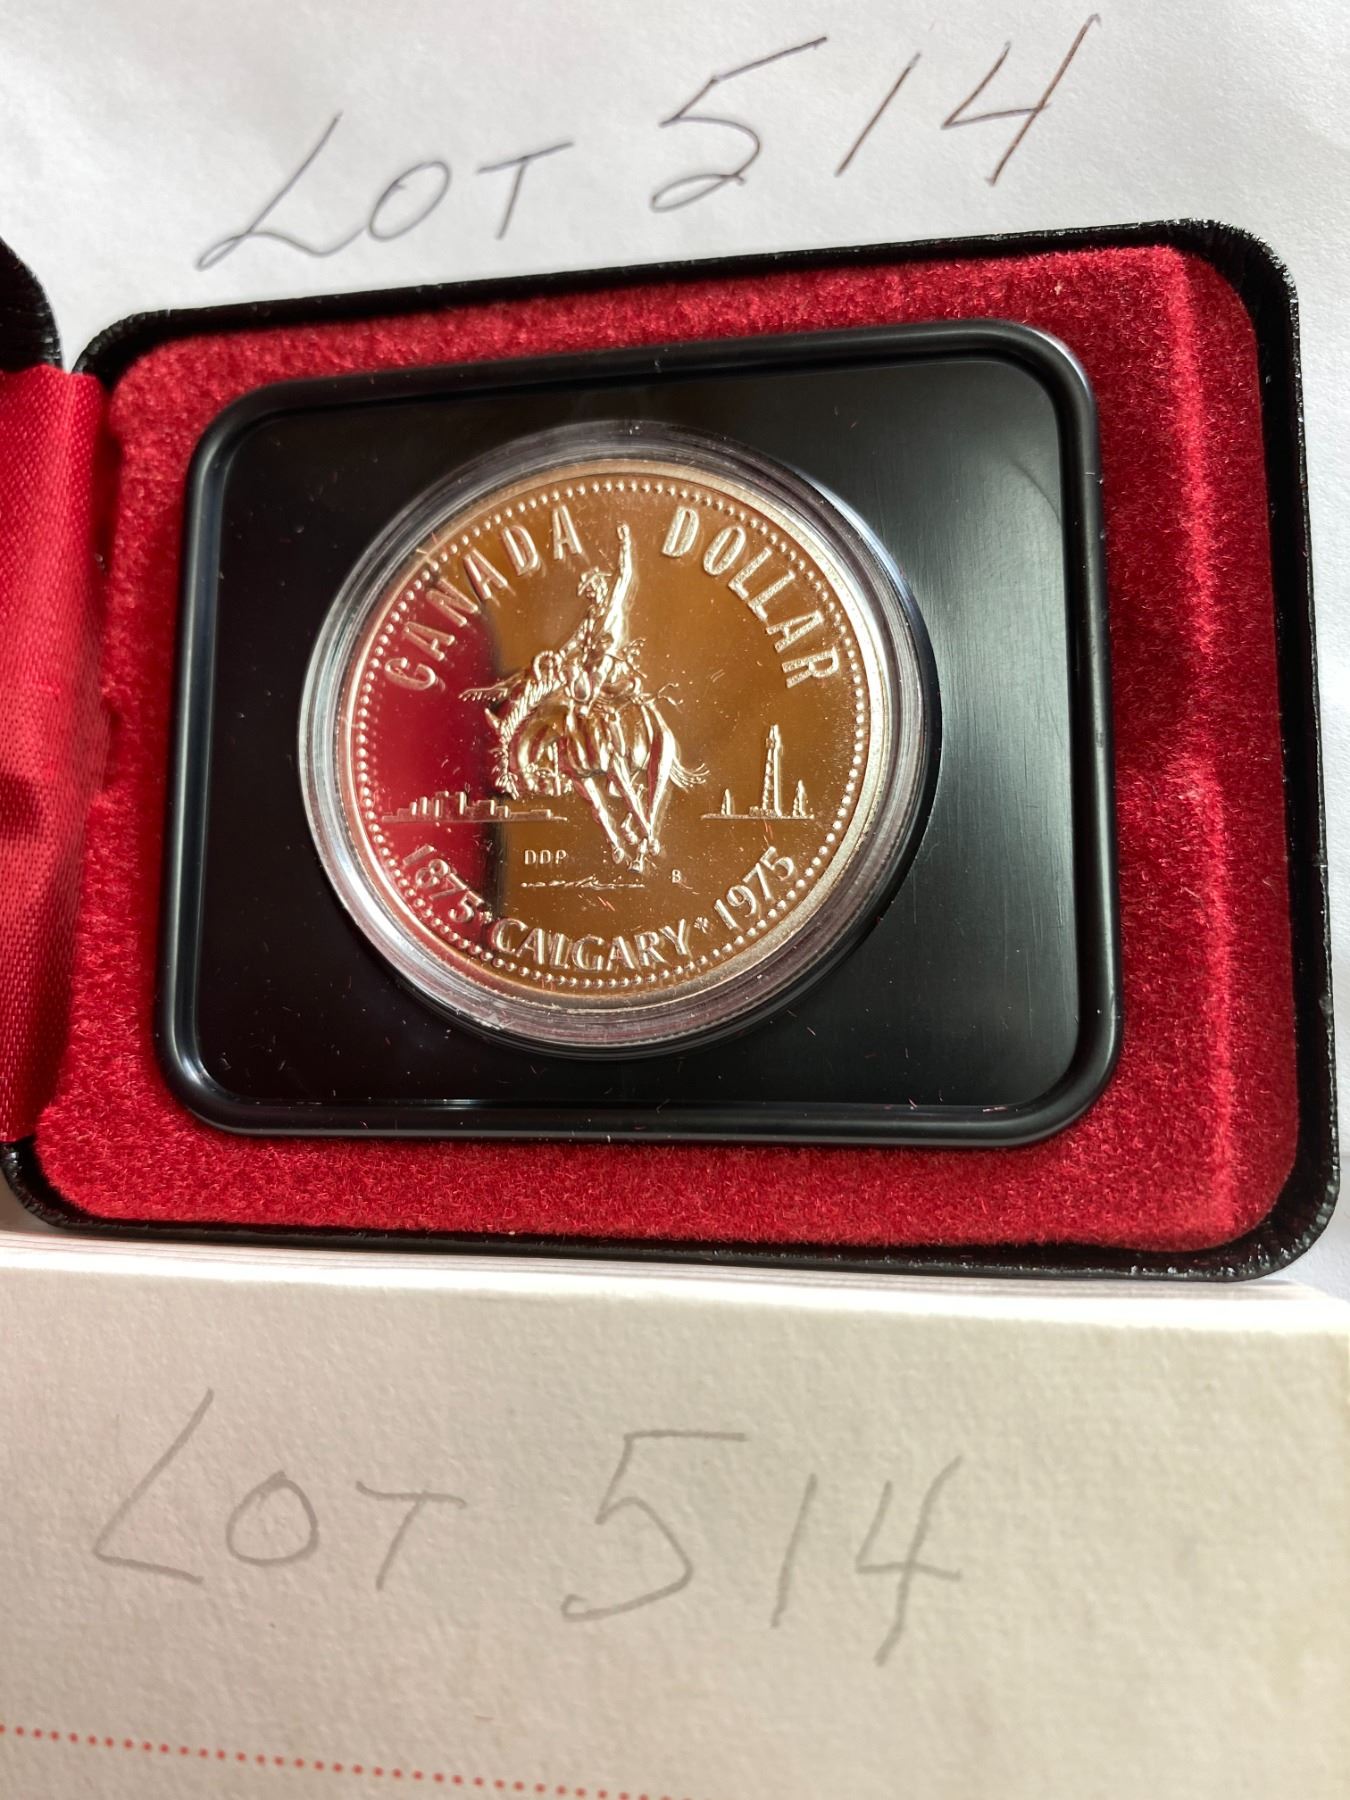 LOT 514
CANADA DOLLAR
DDP
B
1875 * CALGARY * 1975
LOT 514